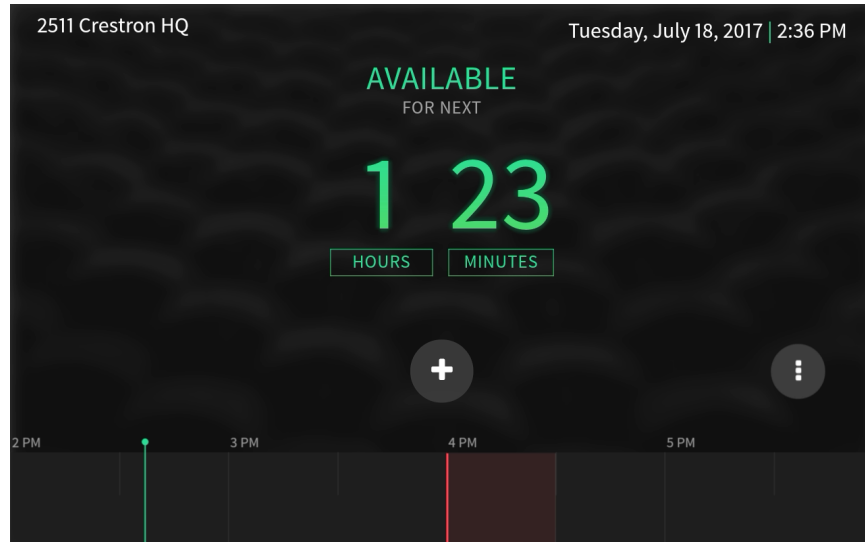 2511 Crestron HQ
Tuesday, July 18, 2017 | 2:36 PM
AVAILABLE
FOR NEXT
1 23
HOURS MINUTES
2 PM 3 PM 4 PM 5 PM